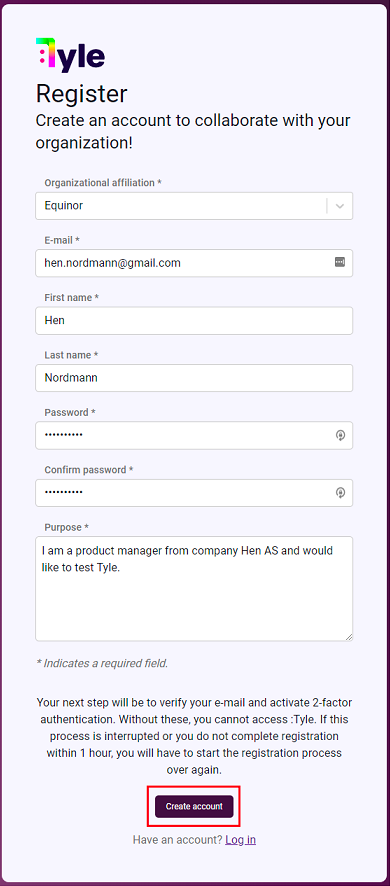 :Tyle
Register
Create an account to collaborate with your
organization!
Organizational affiliation *
Equinor
E-mail *
hen.nordmann@gmail.com
First name *
Hen
Last name *
Nordmann
Password *
••••••••••
Confirm password *
••••••••••
Purpose *
I am a product manager from company Hen AS and would
like to test Tyle.
* Indicates a required field.
Your next step will be to verify your e-mail and activate 2-factor
authentication. Without these, you cannot access :Tyle. If this
process is interrupted or you do not complete registration
within 1 hour, you will have to start the registration process
over again.
Create account
Have an account? Log in